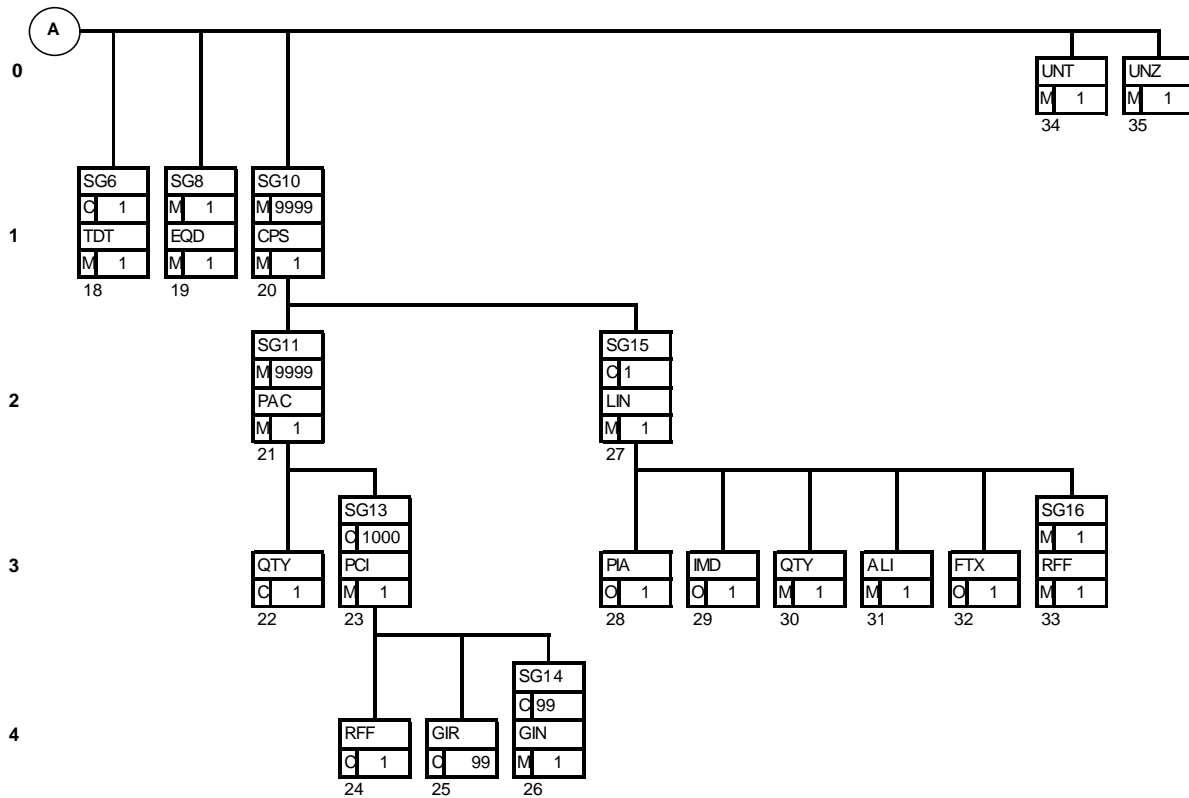 A
0
UNT UNZ
M 1 M 1
34 35
SG6 SG8 SG10
C 1 M 1 M 9999
1
TDT EQD CPS
M 1 M 1 M 1
18 19 20
SG11 SG15
M 9999 C 1
2
PAC LIN
M 1 M 1
21 27
SG13 SG16
C 1000 M 1
3
QTY PCI PIA IMD QTY ALI FTX RFF
C 1 M 1 O 1 O 1 M 1 M 1 O 1 M 1
22 23 28 29 30 31 32 33
SG14
C 99
4
RFF GIR GIN
C 1 C 99 M 1
24 25 26